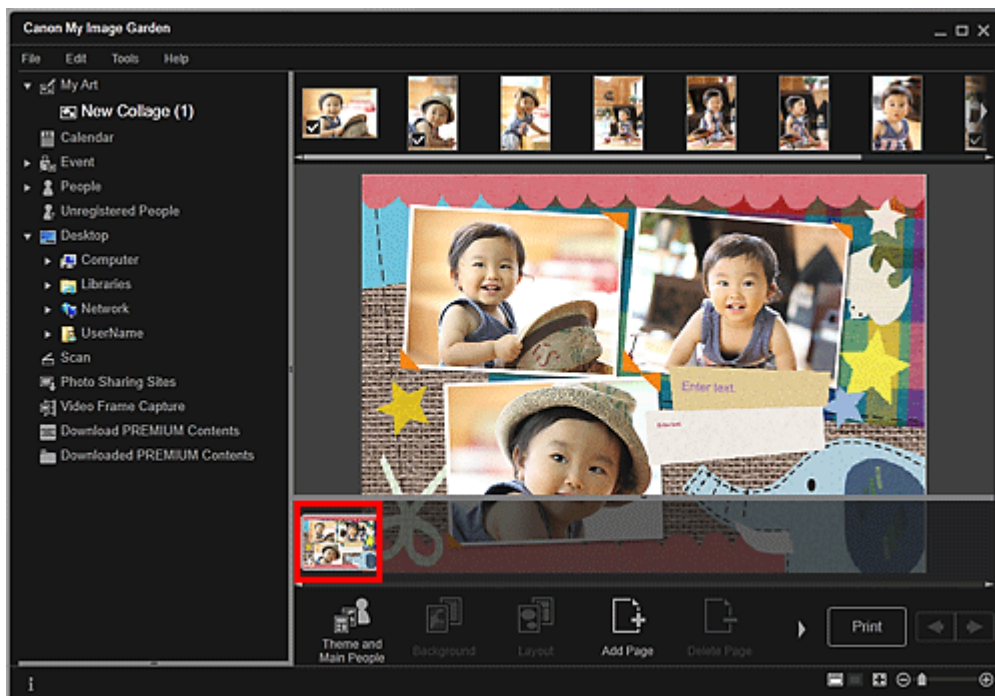 Canon My Image Garden
File Edit Tools Help
My Art
New Collage (1)
Calendar
Event
People
Unregistered People
Desktop
Computer
Libraries
Network
UserName
Scan
Photo Sharing Sites
Video Frame Capture
Download PREMIUM Contents
Downloaded PREMIUM Contents
Enter text.
Enter text.
Theme and
Main People
Background
Layout
Add Page
Delete Page
Print